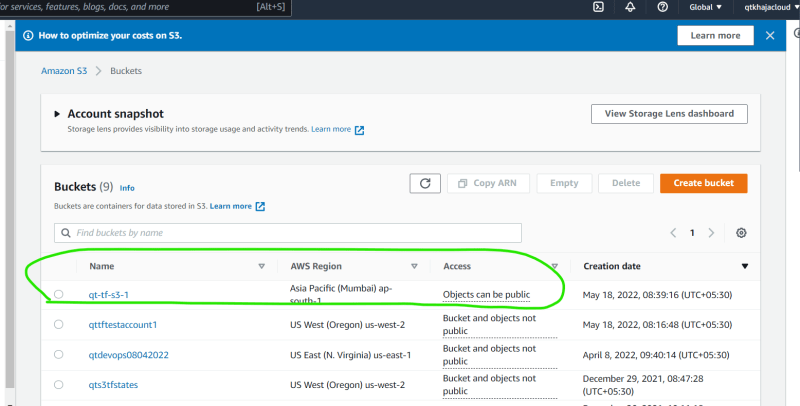 for services, features, blogs, docs, and more [Alt+S] Global qtkhajacloud
How to optimize your costs on S3. Learn more
Amazon S3 > Buckets
Account snapshot View Storage Lens dashboard
Storage lens provides visibility into storage usage and activity trends. Learn more
Buckets (9) Info Copy ARN Empty Delete Create bucket
Buckets are containers for data stored in S3. Learn more
Find buckets by name 1
Name AWS Region Access Creation date
qt-tf-s3-1 Asia Pacific (Mumbai) ap-south-1 Objects can be public May 18, 2022, 08:39:16 (UTC+05:30)
qttftestaccount1 US West (Oregon) us-west-2 Bucket and objects not public May 18, 2022, 08:16:48 (UTC+05:30)
qtdevops08042022 US East (N. Virginia) us-east-1 Bucket and objects not public April 8, 2022, 09:40:14 (UTC+05:30)
qts3tfstates US West (Oregon) us-west-2 Bucket and objects not public December 29, 2021, 08:47:28 (UTC+05:30)